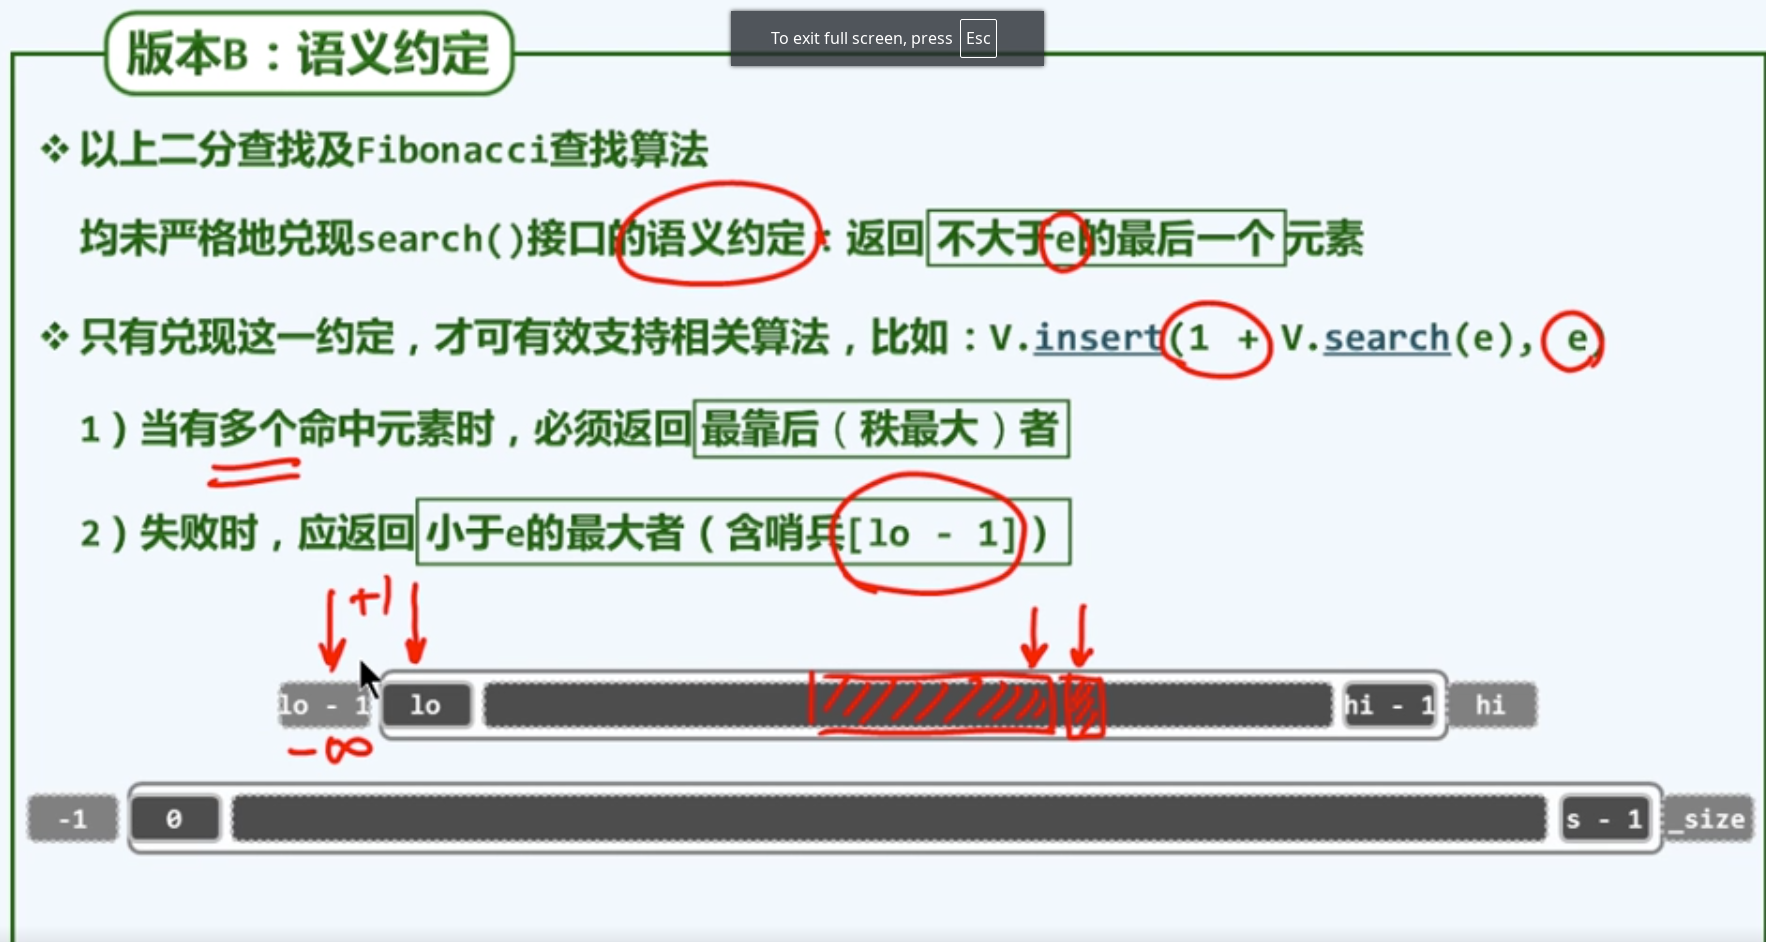 To exit full screen, press Esc
版本B：语义约定
❖ 以上二分查找及Fibonacci查找算法
均未严格地兑现search()接口的语义约定：返回不大于e的最后一个元素
❖ 只有兑现这一约定，才可有效支持相关算法，比如：V.insert(1 + V.search(e), e)
1）当有多个命中元素时，必须返回最靠后（秩最大）者
2）失败时，应返回小于e的最大者（含哨兵[lo - 1]）
+1
lo - 1 lo hi - 1 hi
-∞
-1 0 s - 1 _size